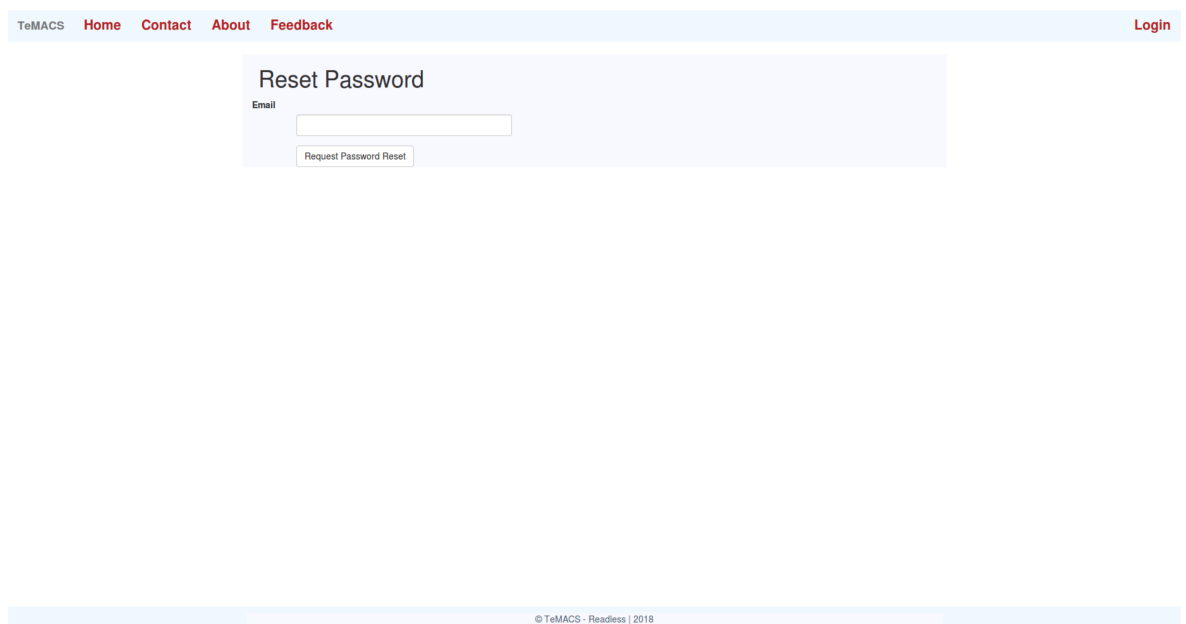 TeMACS Home Contact About Feedback Login
Reset Password
Email
Request Password Reset
© TeMACS - Readless | 2018